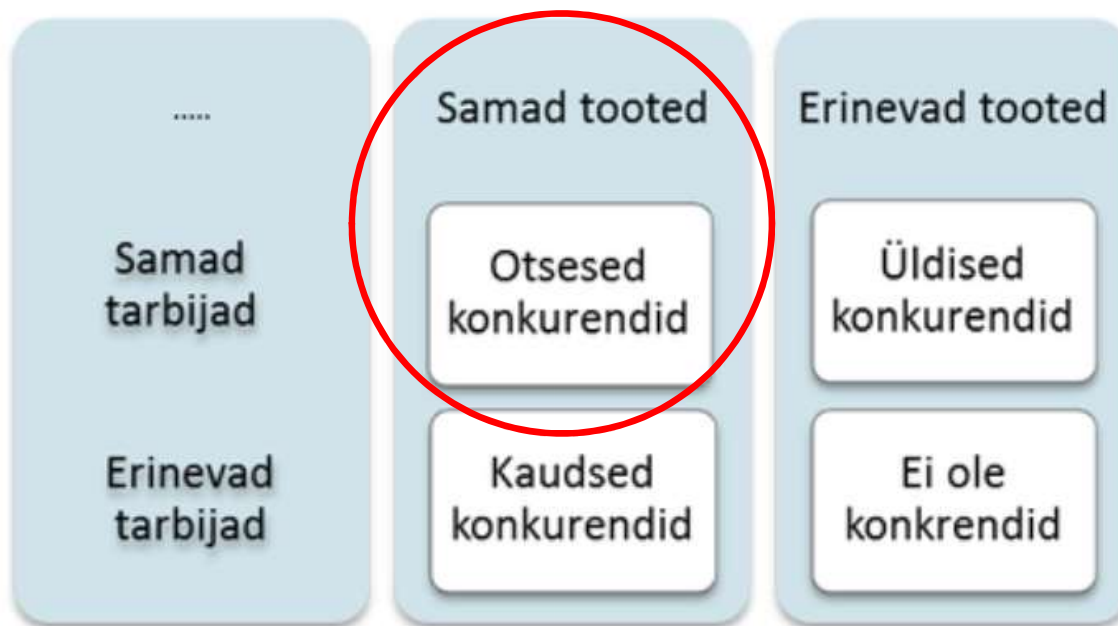 .....
Samad tooted
Erinevad tooted
Samad
tarbijad
Otsesed
konkurendid
Üldised
konkurendid
Erinevad
tarbijad
Kaudsed
konkurendid
Ei ole
konkrendid